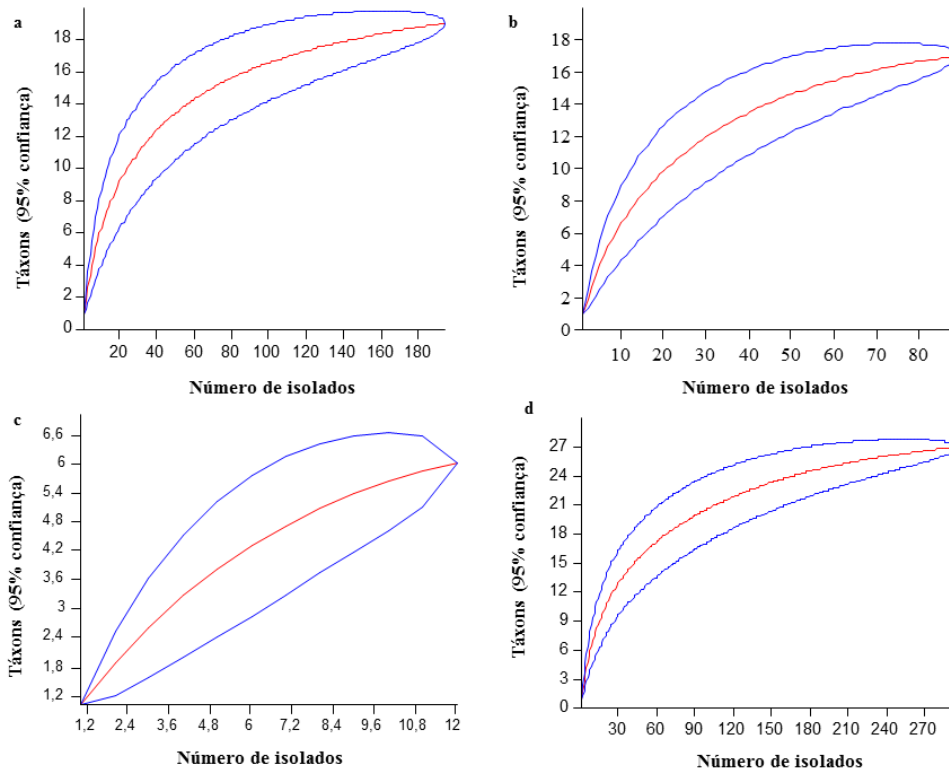 a
Táxons (95% confiança)
18
16
14
12
10
8
6
4
2
0
20 40 60 80 100 120 140 160 180
Número de isolados
b
Táxons (95% confiança)
18
16
14
12
10
8
6
4
2
0
10 20 30 40 50 60 70 80
Número de isolados
c
Táxons (95% confiança)
6,6
6
5,4
4,8
4,2
3,6
3
2,4
1,8
1,2
1,2 2,4 3,6 4,8 6 7,2 8,4 9,6 10,8 12
Número de isolados
d
Táxons (95% confiança)
27
24
21
18
15
12
9
6
3
0
30 60 90 120 150 180 210 240 270
Número de isolados